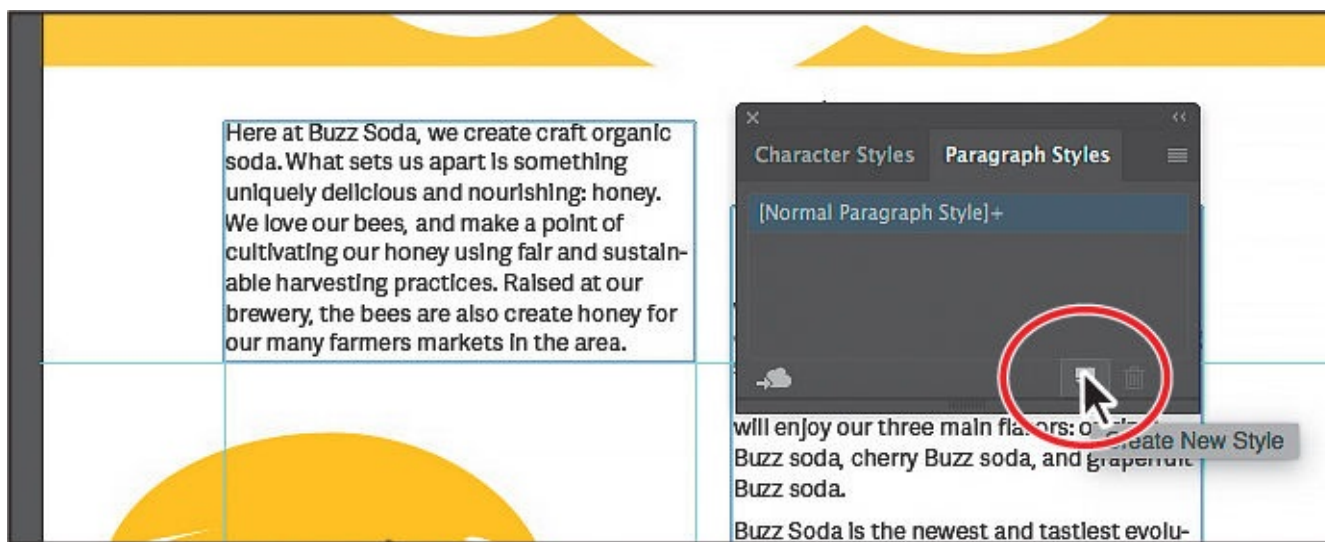 Here at Buzz Soda, we create craft organic
soda. What sets us apart is something
uniquely delicious and nourishing: honey.
We love our bees, and make a point of
cultivating our honey using fair and sustain-
able harvesting practices. Raised at our
brewery, the bees are also create honey for
our many farmers markets in the area.
Character Styles Paragraph Styles
[Normal Paragraph Style]+
Create New Style
will enjoy our three main flavors:
Buzz soda, cherry Buzz soda, and grapefruit
Buzz soda.
Buzz Soda is the newest and tastiest evolu-